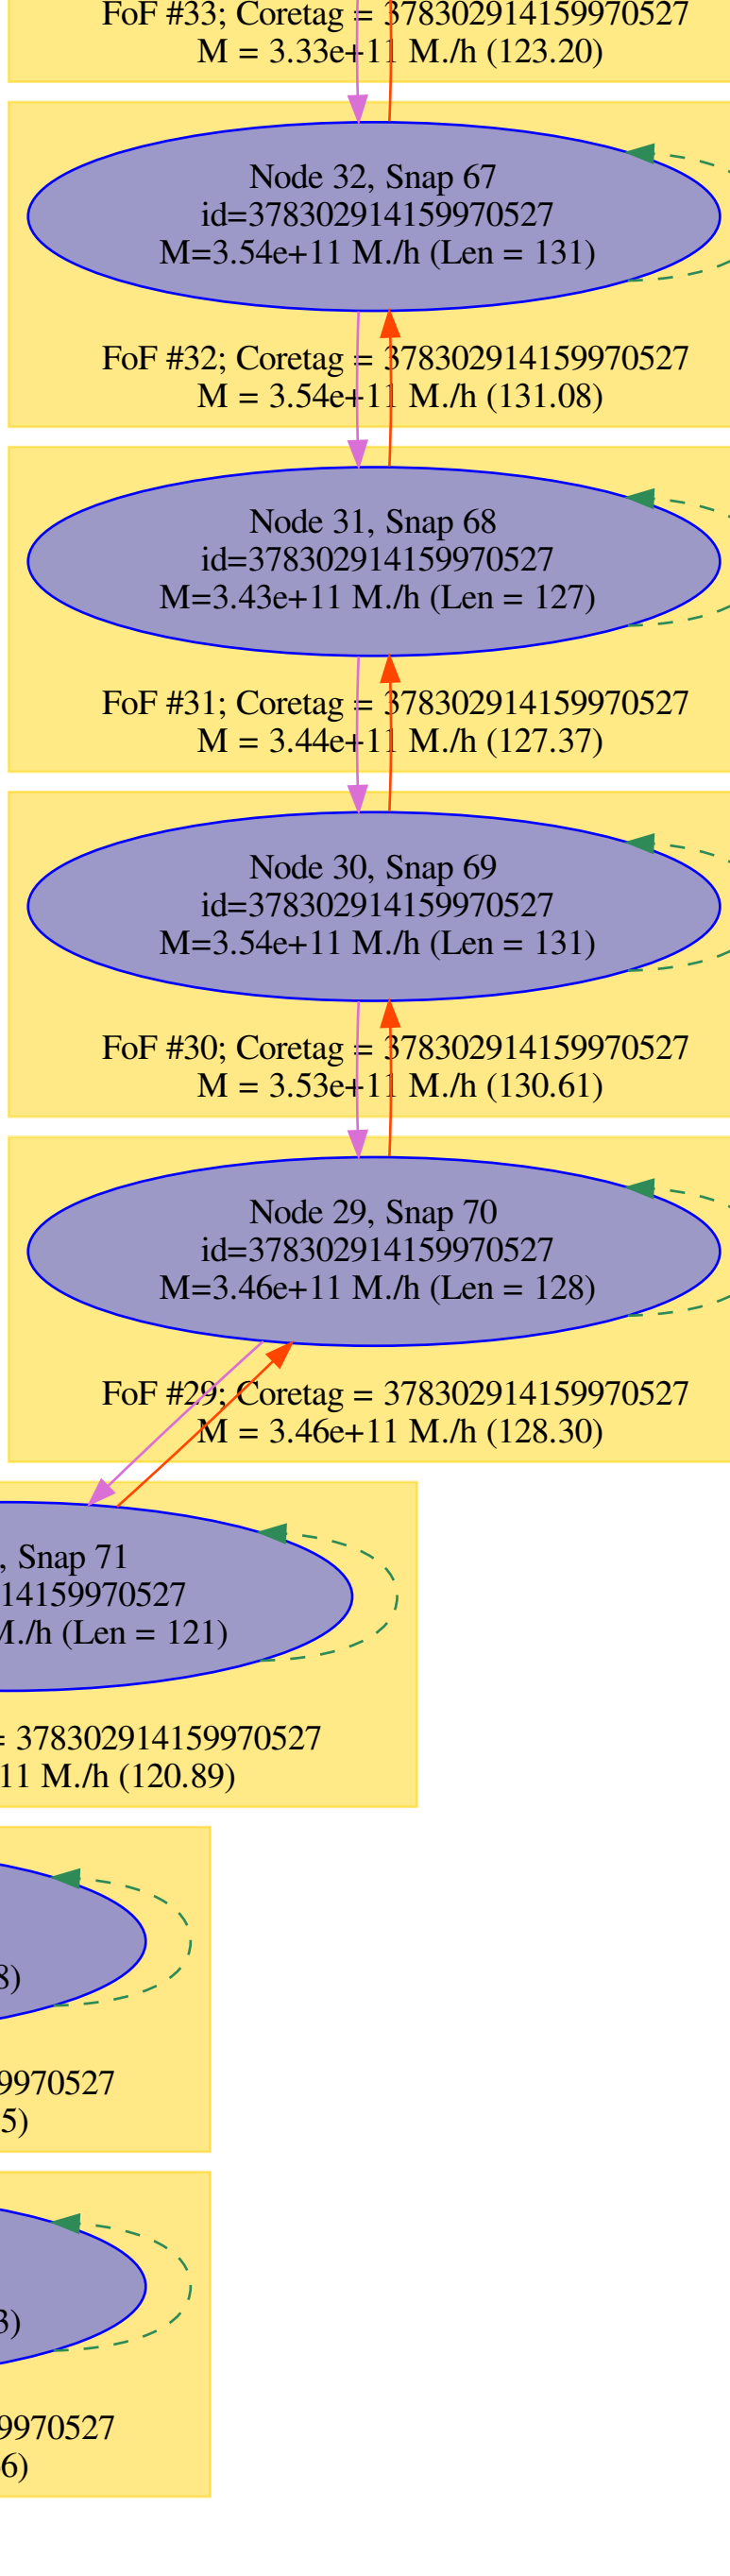 FoF #33; Coretag = 378302914159970527
M = 3.33e+11 M./h (123.20)
Node 32, Snap 67
id=378302914159970527
M=3.54e+11 M./h (Len = 131)
FoF #32; Coretag = 378302914159970527
M = 3.54e+11 M./h (131.08)
Node 31, Snap 68
id=378302914159970527
M=3.43e+11 M./h (Len = 127)
FoF #31; Coretag = 378302914159970527
M = 3.44e+11 M./h (127.37)
Node 30, Snap 69
id=378302914159970527
M=3.54e+11 M./h (Len = 131)
FoF #30; Coretag = 378302914159970527
M = 3.53e+11 M./h (130.61)
Node 29, Snap 70
id=378302914159970527
M=3.46e+11 M./h (Len = 128)
FoF #29; Coretag = 378302914159970527
M = 3.46e+11 M./h (128.30)
, Snap 71
14159970527
M./h (Len = 121)
= 378302914159970527
11 M./h (120.89)
8)
9970527
5)
3)
9970527
6)